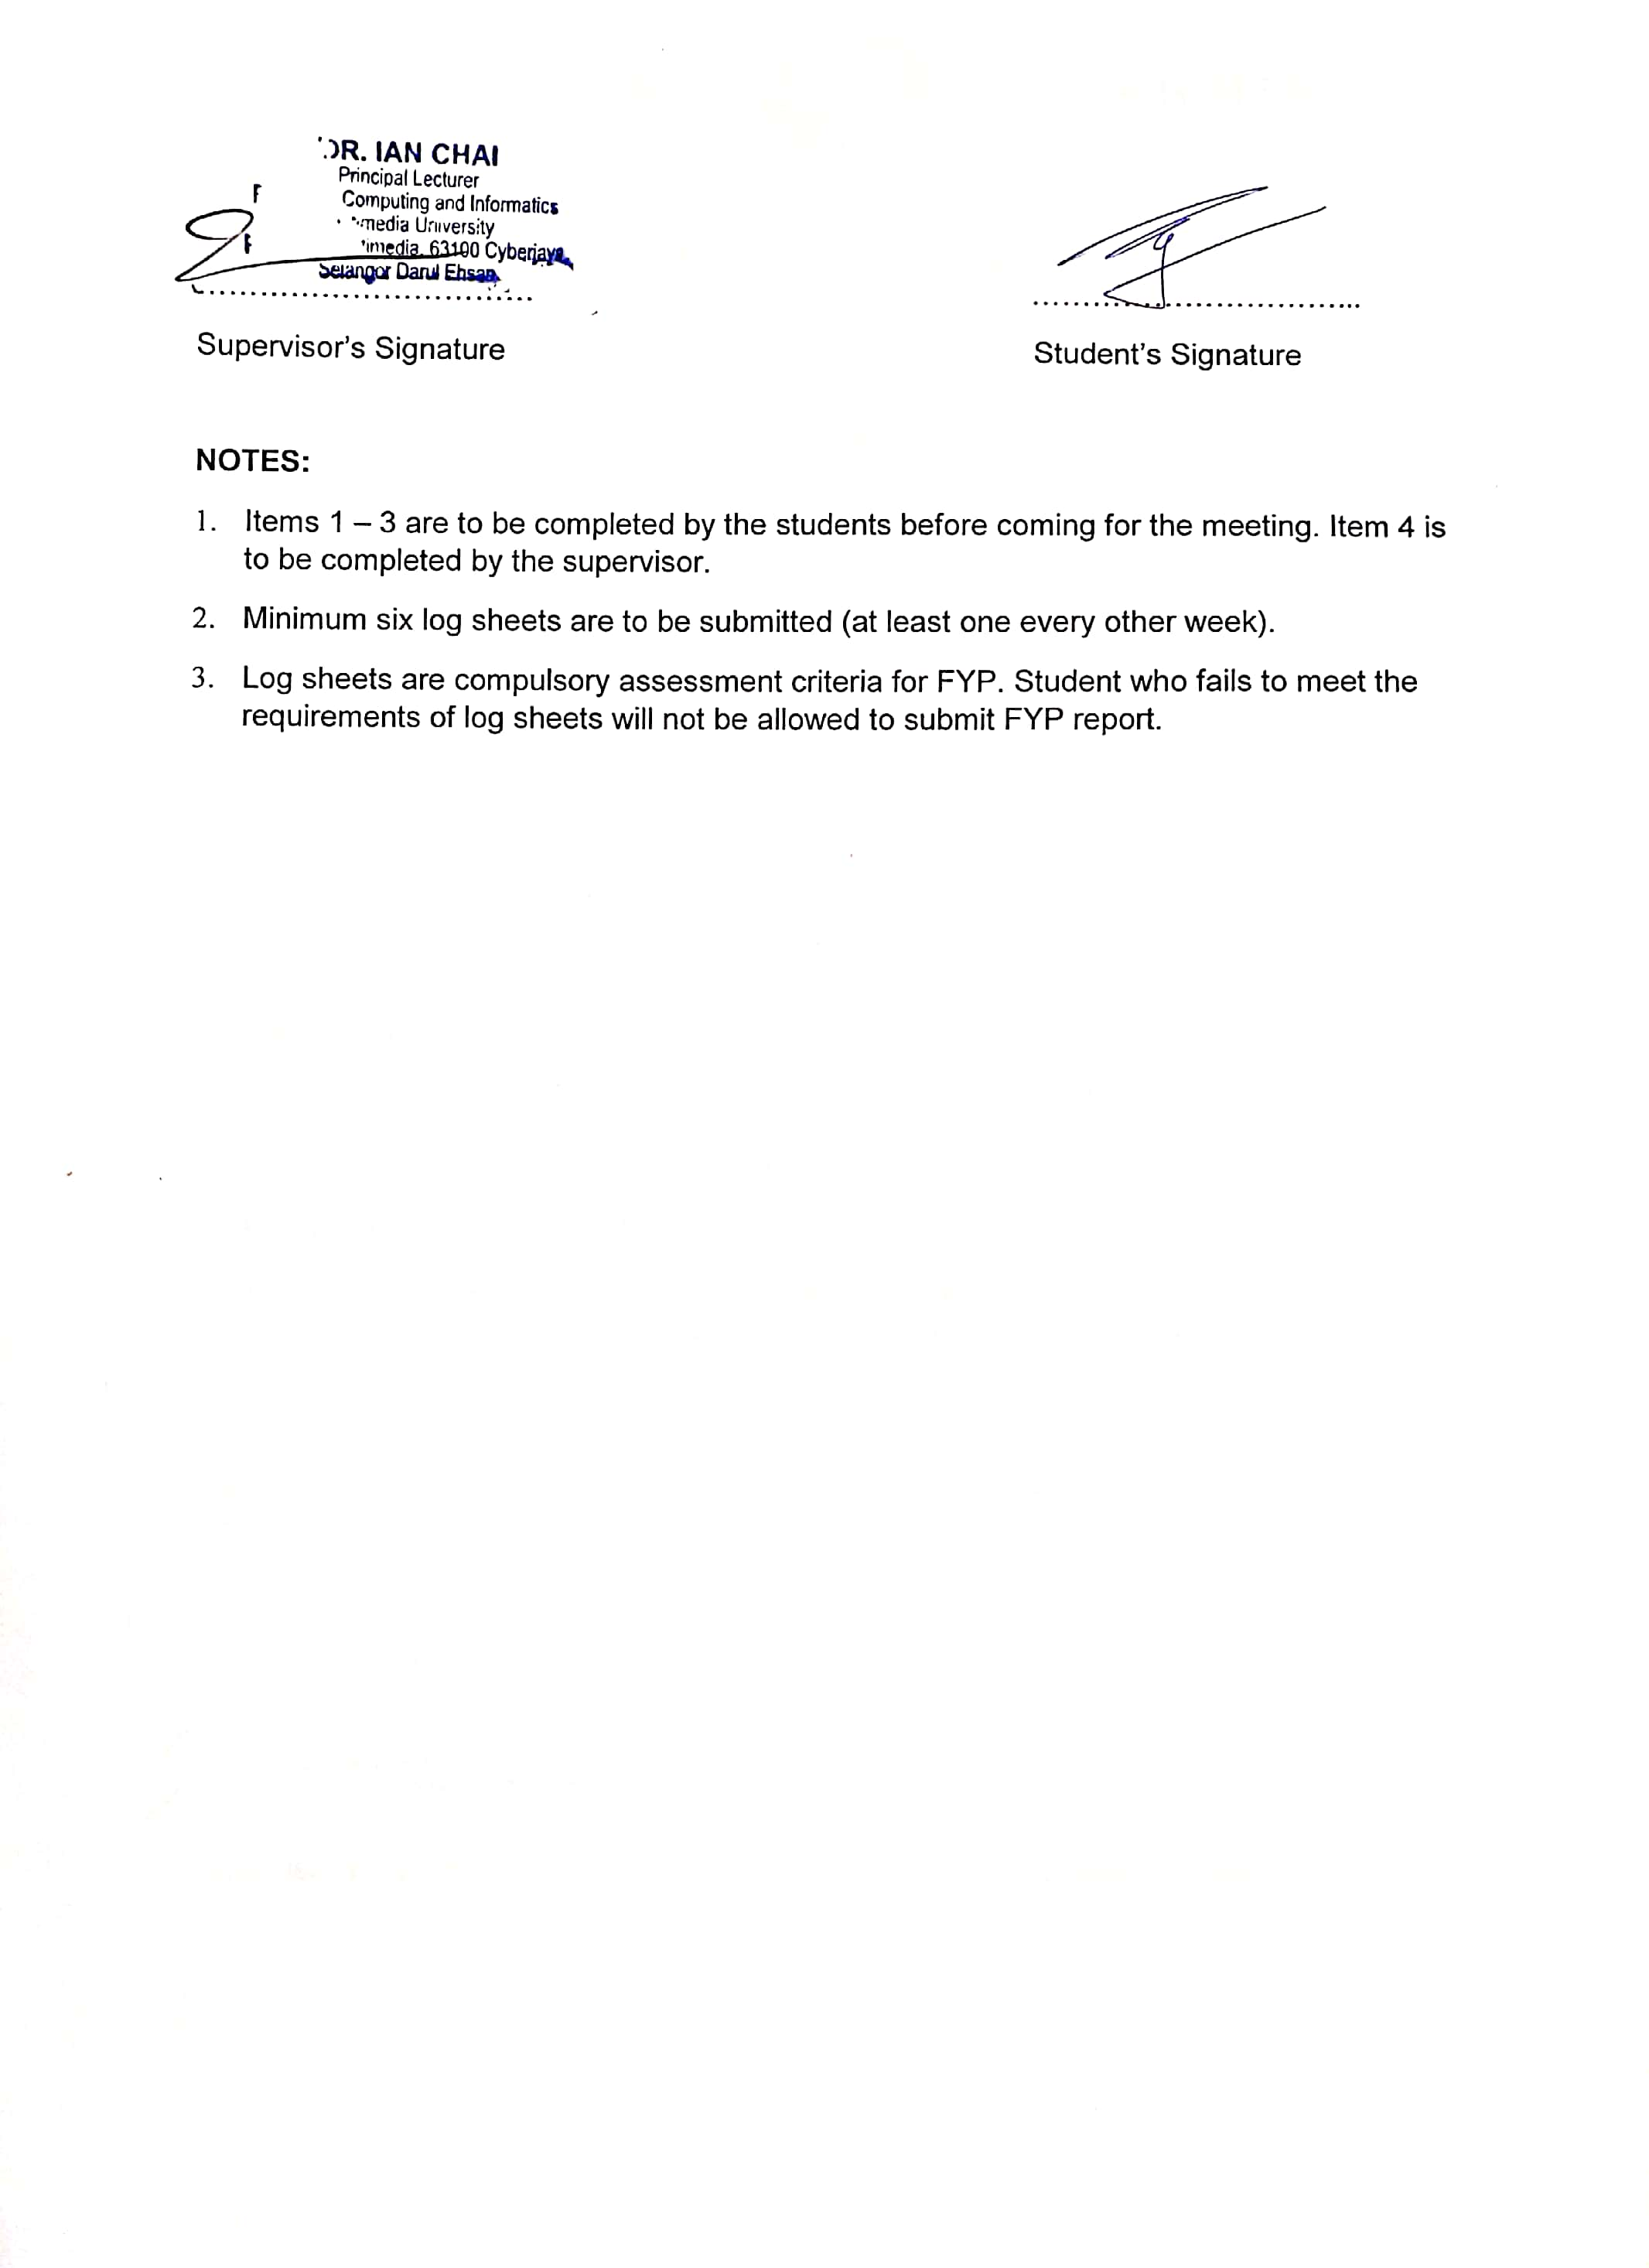 DR. IAN CHAI
Principal Lecturer
Computing and Informatics
University
63100 Cyberjaya,
Selangor Darul Ehsan
Supervisor's Signature
Student's Signature
NOTES:
1. Items 1 – 3 are to be completed by the students before coming for the meeting. Item 4 is
to be completed by the supervisor.
2. Minimum six log sheets are to be submitted (at least one every other week).
3. Log sheets are compulsory assessment criteria for FYP. Student who fails to meet the
requirements of log sheets will not be allowed to submit FYP report.